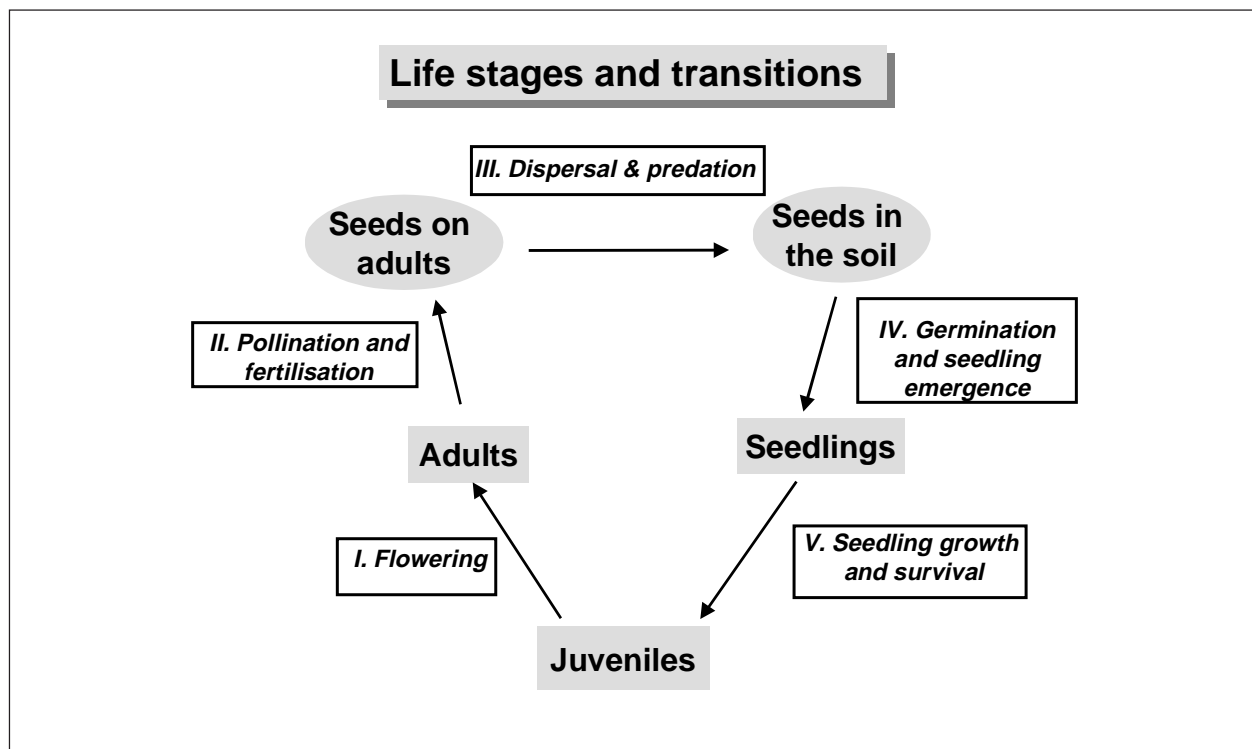 Life stages and transitions
III. Dispersal & predation
Seeds on
adults
Seeds in
the soil
II. Pollination and
fertilisation
IV. Germination
and seedling
emergence
Adults
Seedlings
I. Flowering
V. Seedling growth
and survival
Juveniles